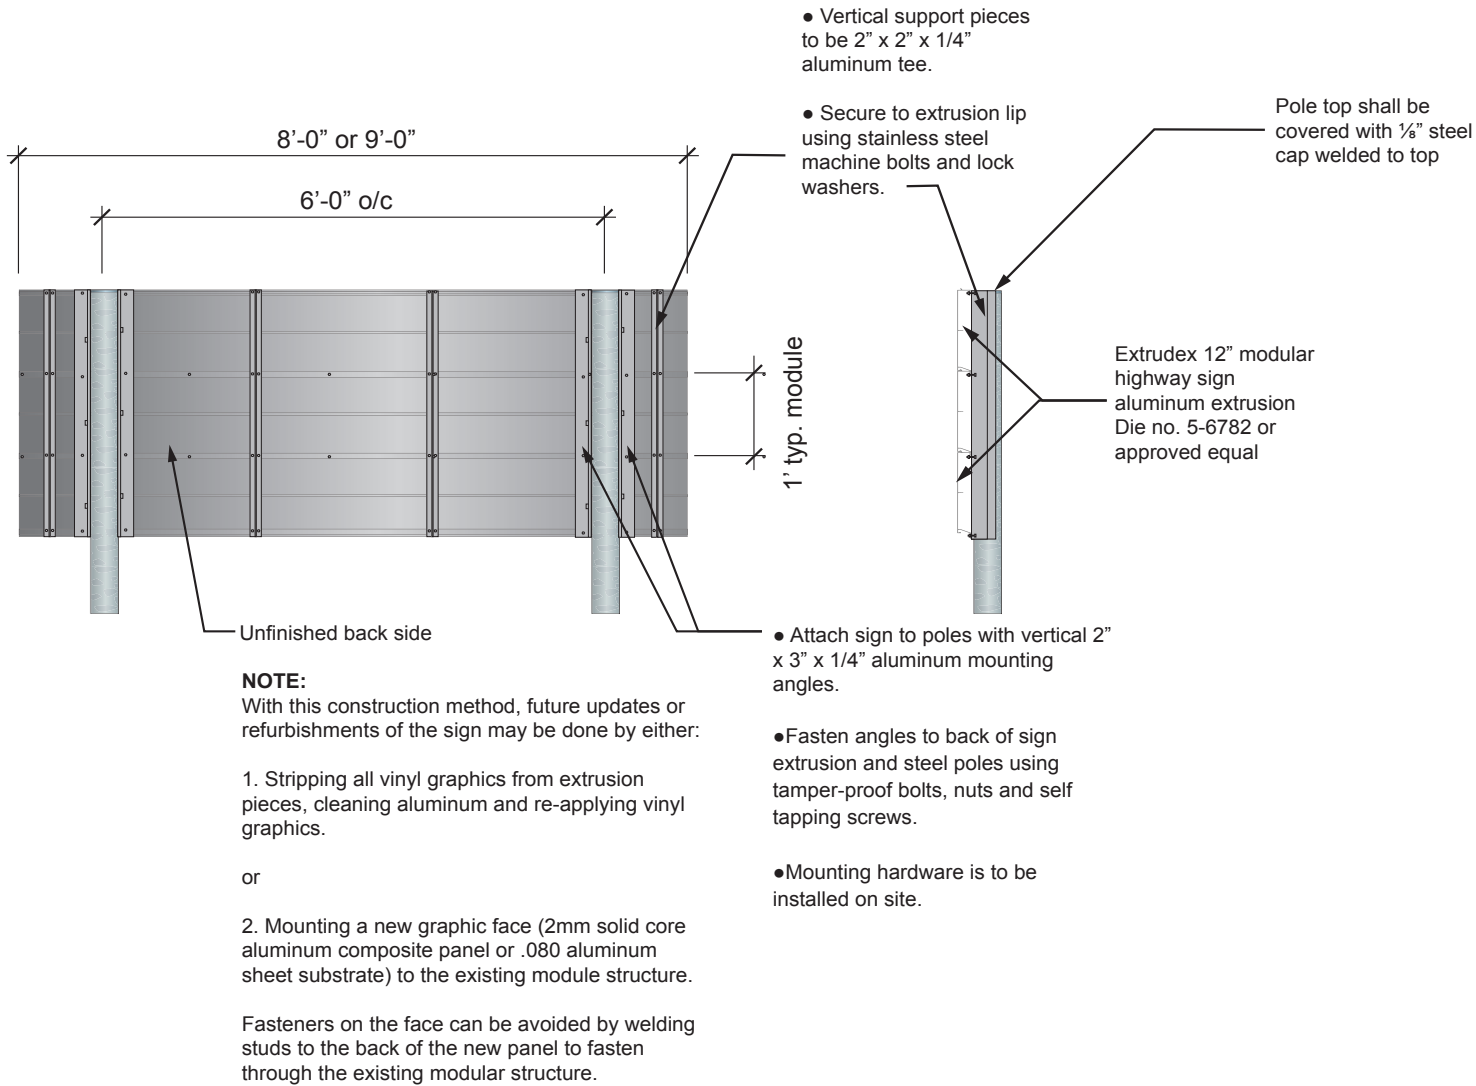 ● Vertical support pieces
to be 2” x 2” x 1/4”
aluminum tee.
● Secure to extrusion lip
using stainless steel
machine bolts and lock
washers.
Pole top shall be
covered with ⅛” steel
cap welded to top
8’-0” or 9’-0”
6’-0” o/c
1’ typ. module
Extrudex 12” modular
highway sign
aluminum extrusion
Die no. 5-6782 or
approved equal
Unfinished back side
NOTE:
With this construction method, future updates or
refurbishments of the sign may be done by either:
1. Stripping all vinyl graphics from extrusion
pieces, cleaning aluminum and re-applying vinyl
graphics.
or
2. Mounting a new graphic face (2mm solid core
aluminum composite panel or .080 aluminum
sheet substrate) to the existing module structure.
Fasteners on the face can be avoided by welding
studs to the back of the new panel to fasten
through the existing modular structure.
● Attach sign to poles with vertical 2”
x 3” x 1/4” aluminum mounting
angles.
●Fasten angles to back of sign
extrusion and steel poles using
tamper-proof bolts, nuts and self
tapping screws.
●Mounting hardware is to be
installed on site.